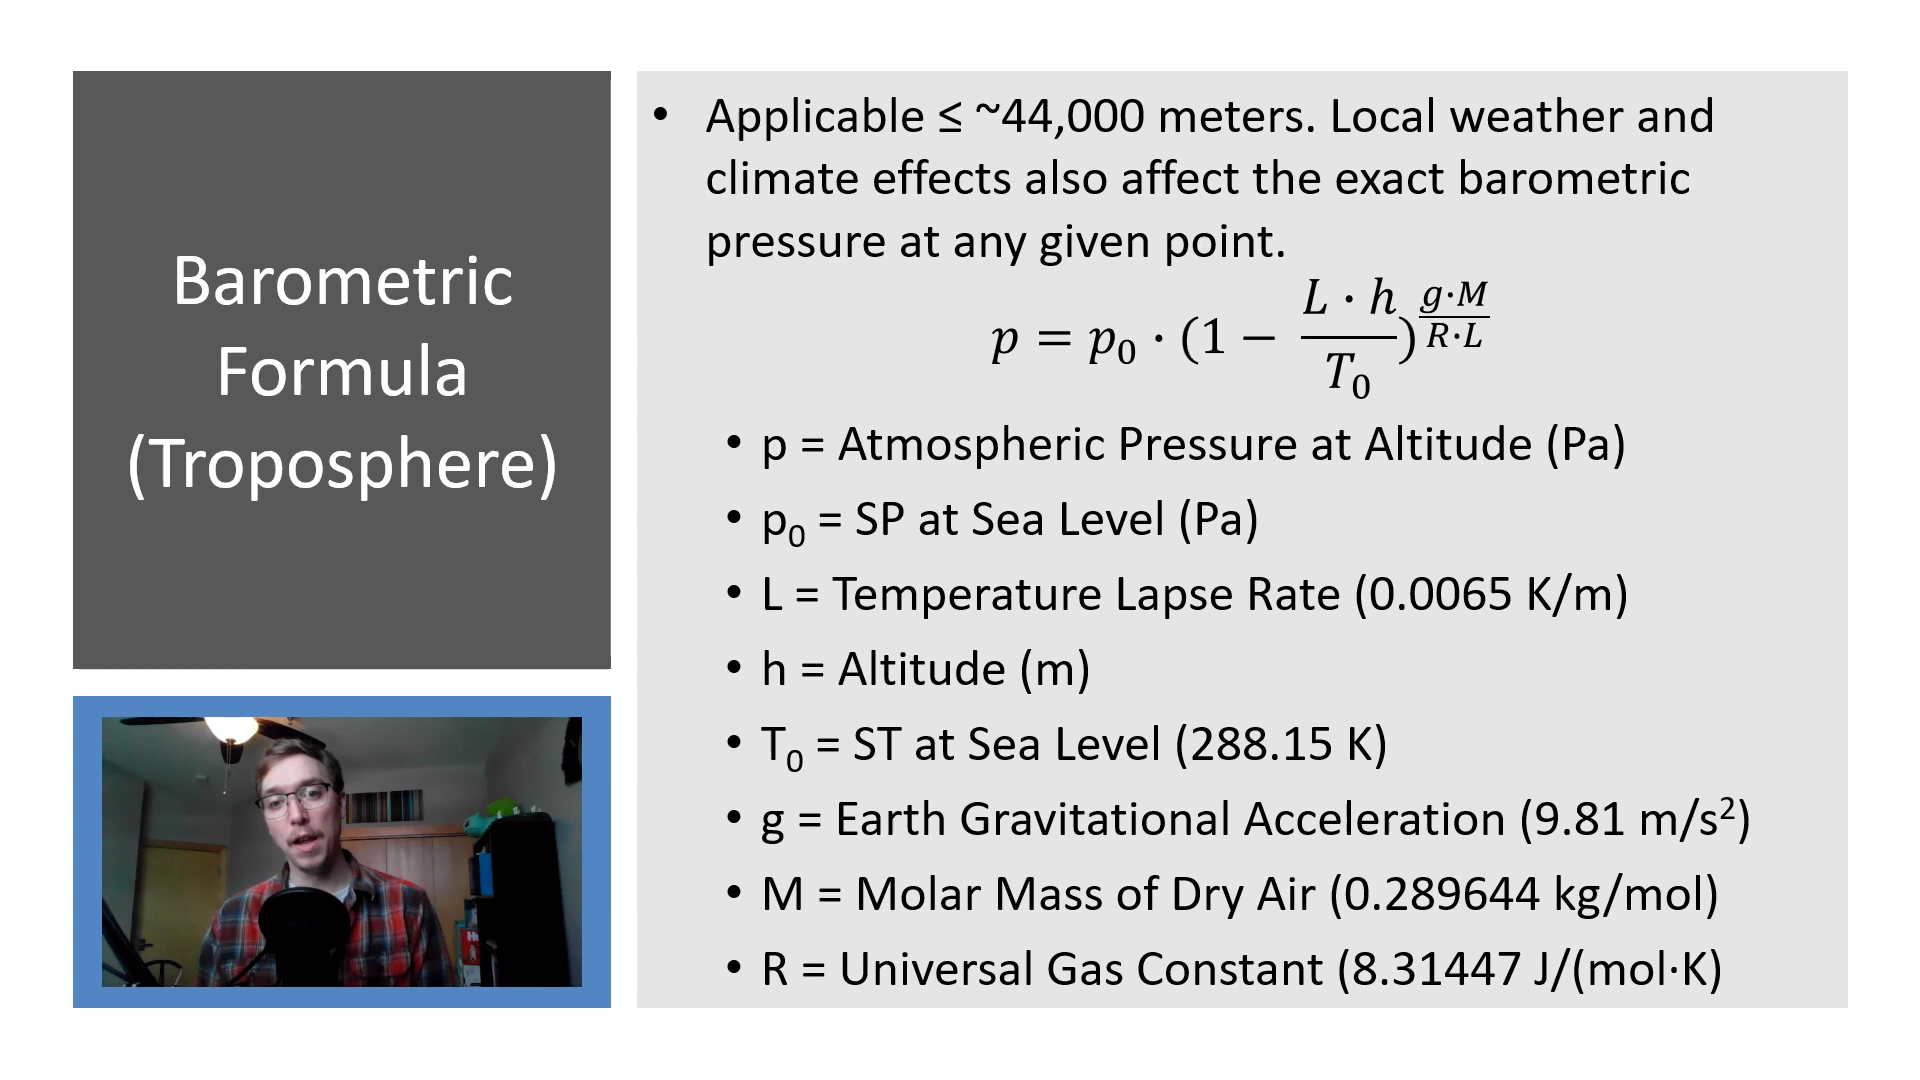 Barometric
Formula
(Troposphere)
• Applicable ≤ ~44,000 meters. Local weather and
climate effects also affect the exact barometric
pressure at any given point.
p = p₀ · (1 − (L · h)/T₀)^((g·M)/(R·L))
• p = Atmospheric Pressure at Altitude (Pa)
• p₀ = SP at Sea Level (Pa)
• L = Temperature Lapse Rate (0.0065 K/m)
• h = Altitude (m)
• T₀ = ST at Sea Level (288.15 K)
• g = Earth Gravitational Acceleration (9.81 m/s²)
• M = Molar Mass of Dry Air (0.289644 kg/mol)
• R = Universal Gas Constant (8.31447 J/(mol·K)